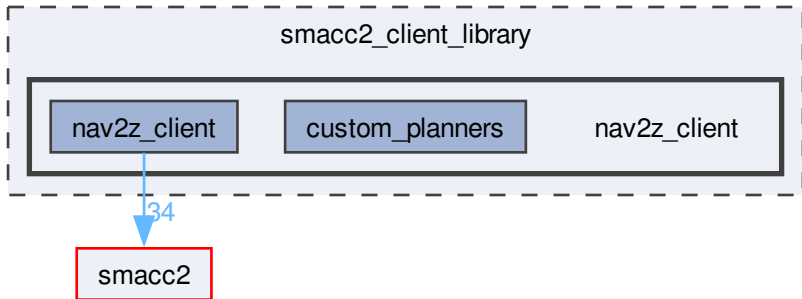 smacc2_client_library
nav2z_client
custom_planners
nav2z_client
34
smacc2